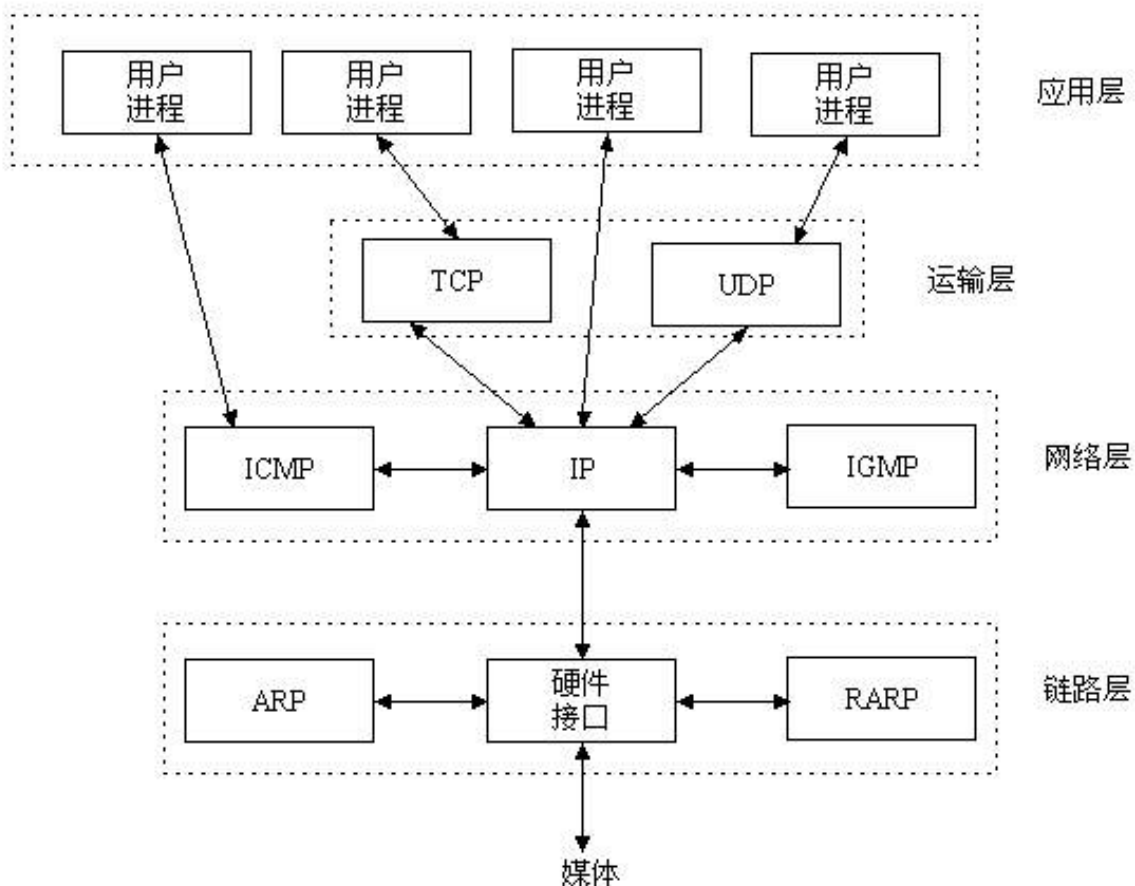 用户
进程
用户
进程
用户
进程
用户
进程
应用层
TCP
UDP
运输层
ICMP
IP
IGMP
网络层
ARP
硬件
接口
RARP
链路层
媒体